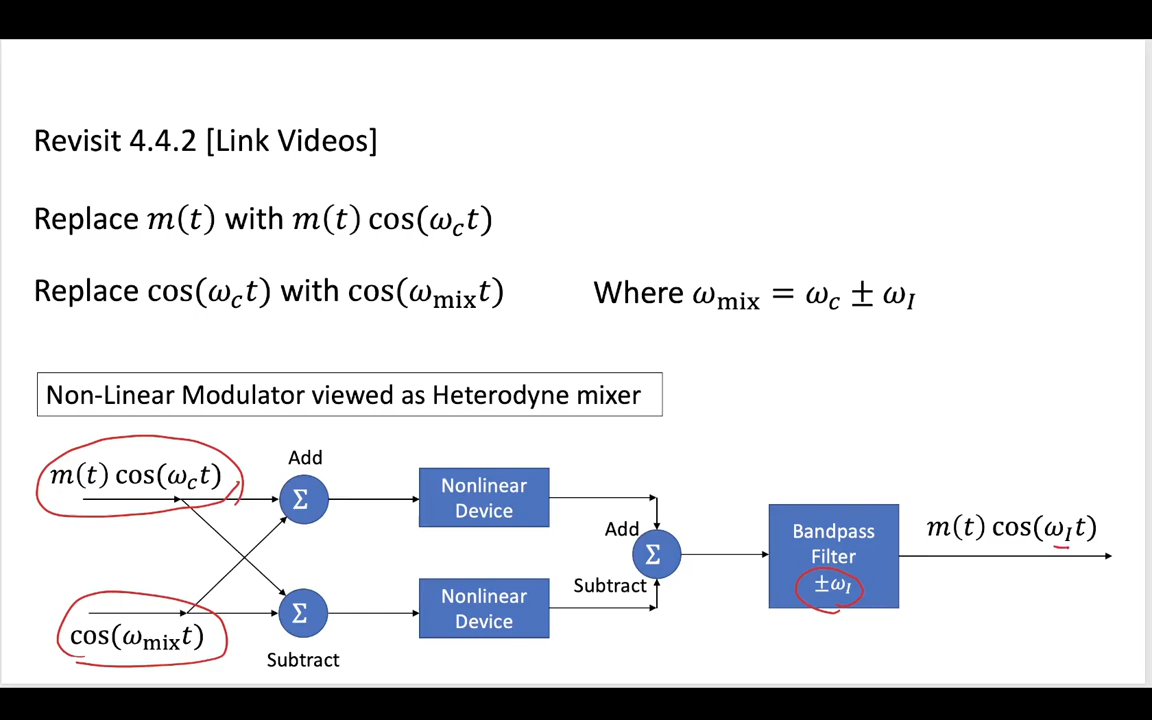 Revisit 4.4.2 [Link Videos]
Replace m(t) with m(t) cos(ω_c t)
Replace cos(ω_c t) with cos(ω_mix t)
Where ω_mix = ω_c ± ω_I
Non-Linear Modulator viewed as Heterodyne mixer
m(t) cos(ω_c t)
Add
Σ
Nonlinear
Device
Add
Σ
Subtract
Bandpass
Filter
±ω_I
m(t) cos(ω_I t)
cos(ω_mix t)
Σ
Subtract
Nonlinear
Device